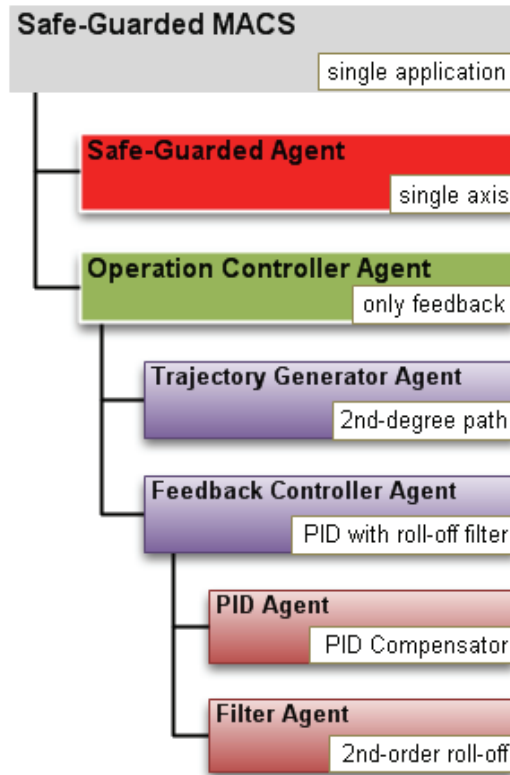 Safe-Guarded MACS
single application
Safe-Guarded Agent
single axis
Operation Controller Agent
only feedback
Trajectory Generator Agent
2nd-degree path
Feedback Controller Agent
PID with roll-off filter
PID Agent
PID Compensator
Filter Agent
2nd-order roll-off